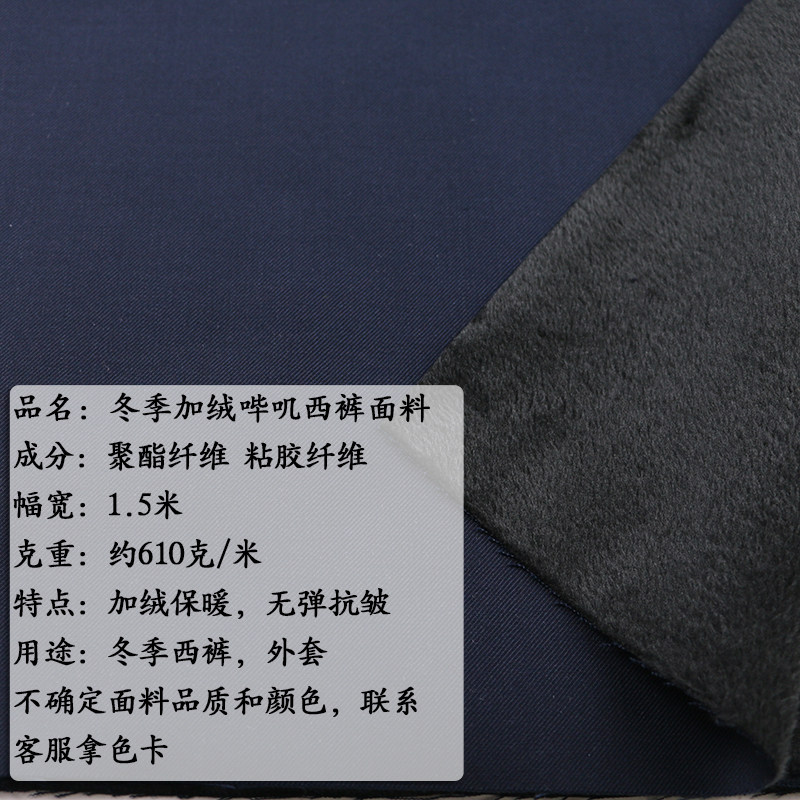 品名：冬季加绒哔叽西裤面料
成分：聚酯纤维 粘胶纤维
幅宽：1.5米
克重：约610克/米
特点：加绒保暖，无弹抗皱
用途：冬季西裤，外套
不确定面料品质和颜色，联系
客服拿色卡